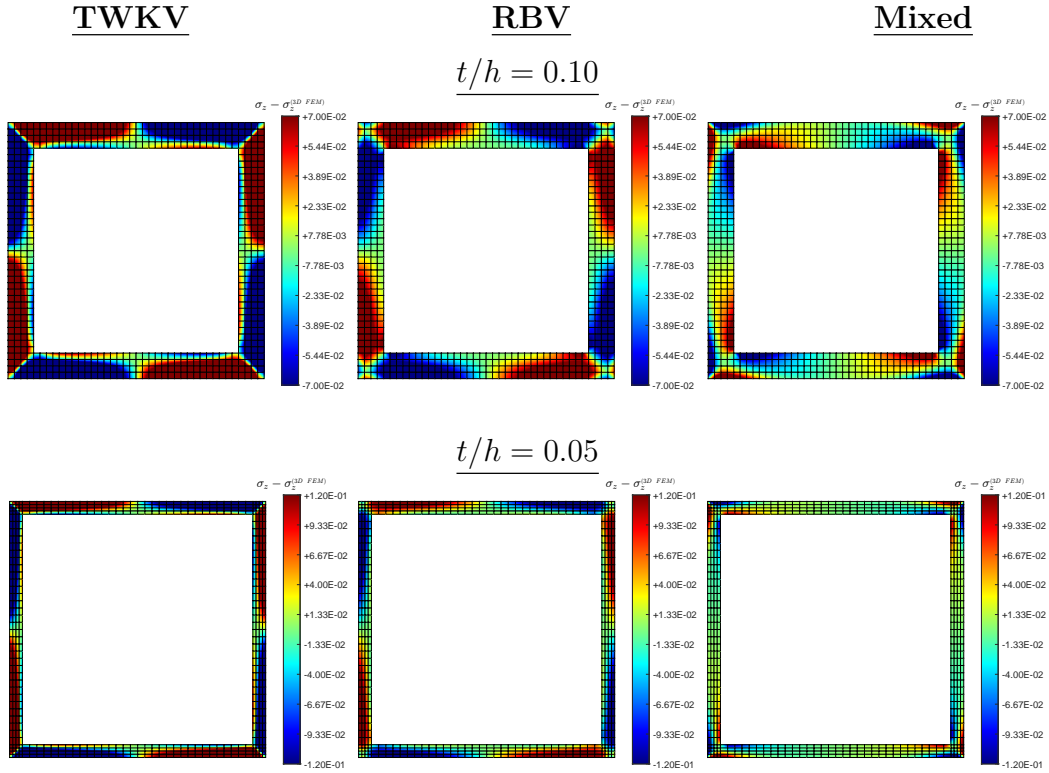 TWKV RBV Mixed
t/h = 0.10
σz − σz(3D FEM) σz − σz(3D FEM) σz − σz(3D FEM)
+7.00E-02 +7.00E-02 +7.00E-02
+5.44E-02 +5.44E-02 +5.44E-02
+3.89E-02 +3.89E-02 +3.89E-02
+2.33E-02 +2.33E-02 +2.33E-02
+7.78E-03 +7.78E-03 +7.78E-03
-7.78E-03 -7.78E-03 -7.78E-03
-2.33E-02 -2.33E-02 -2.33E-02
-3.89E-02 -3.89E-02 -3.89E-02
-5.44E-02 -5.44E-02 -5.44E-02
-7.00E-02 -7.00E-02 -7.00E-02
t/h = 0.05
σz − σz(3D FEM) σz − σz(3D FEM) σz − σz(3D FEM)
+1.20E-01 +1.20E-01 +1.20E-01
+9.33E-02 +9.33E-02 +9.33E-02
+6.67E-02 +6.67E-02 +6.67E-02
+4.00E-02 +4.00E-02 +4.00E-02
+1.33E-02 +1.33E-02 +1.33E-02
-1.33E-02 -1.33E-02 -1.33E-02
-4.00E-02 -4.00E-02 -4.00E-02
-6.67E-02 -6.67E-02 -6.67E-02
-9.33E-02 -9.33E-02 -9.33E-02
-1.20E-01 -1.20E-01 -1.20E-01